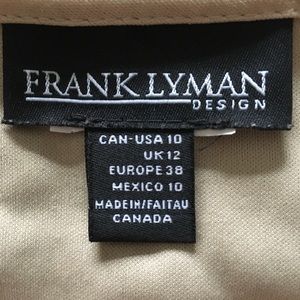 FRANK LYMAN
DESIGN
CAN-USA 10
UK 12
EUROPE 38
MEXICO 10
MADEIN/FAITAU
CANADA